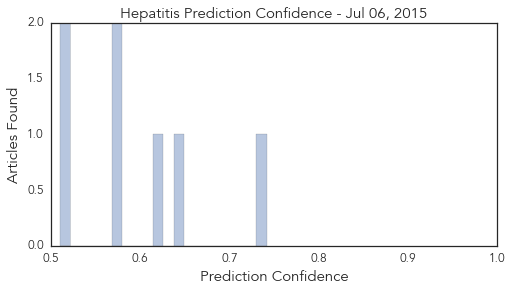 Hepatitis Prediction Confidence - Jul 06, 2015
2.0
1.5
1.0
0.5
0.0
Articles Found
0.5 0.6 0.7 0.8 0.9 1.0
Prediction Confidence